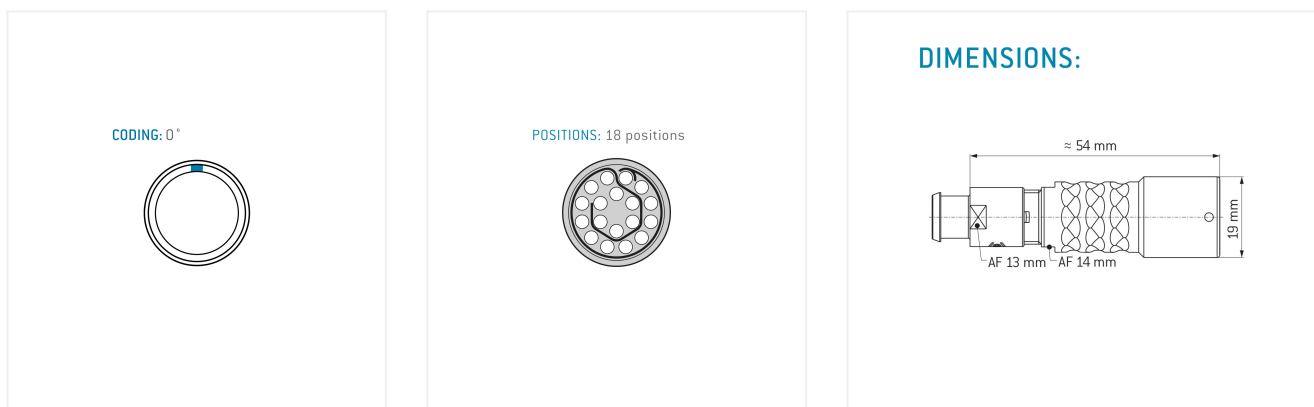 CODING: 0°
POSITIONS: 18 positions
DIMENSIONS:
≈ 54 mm
19 mm
AF 13 mm
AF 14 mm